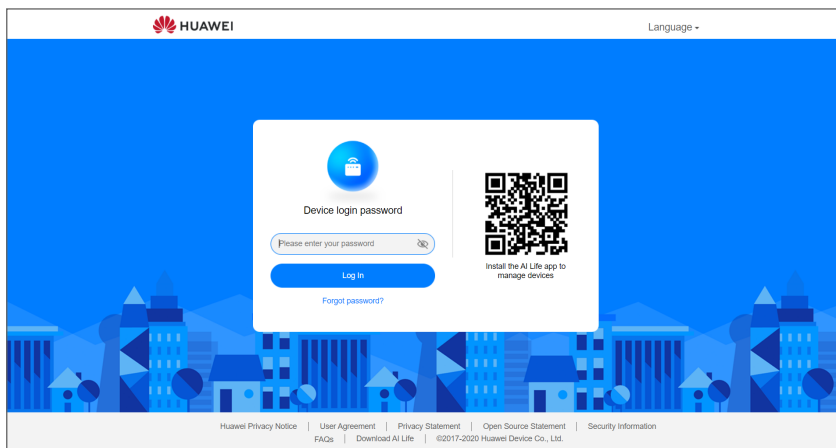 HUAWEI
Language
Device login password
Please enter your password
Log In
Forgot password?
Install the AI Life app to
manage devices
Huawei Privacy Notice | User Agreement | Privacy Statement | Open Source Statement | Security Information
FAQs | Download AI Life | ©2017-2020 Huawei Device Co., Ltd.